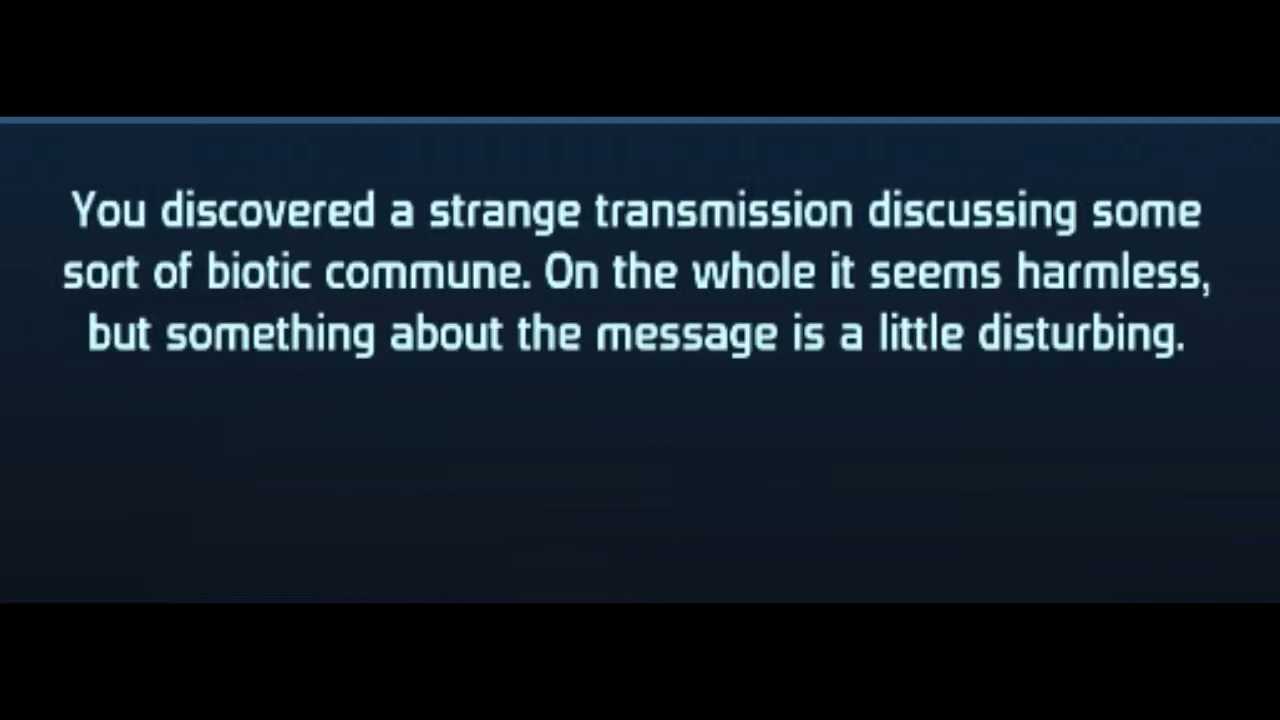 You discovered a strange transmission discussing some
sort of biotic commune. On the whole it seems harmless,
but something about the message is a little disturbing.